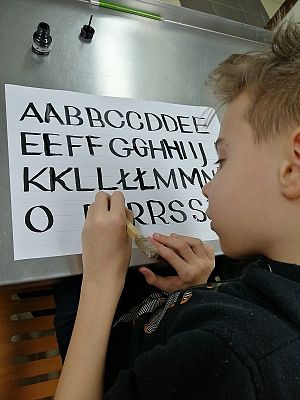 AABBCCDDEE
EEFFGGHHIIJ
KKLLŁŁMMN
O P RRSS